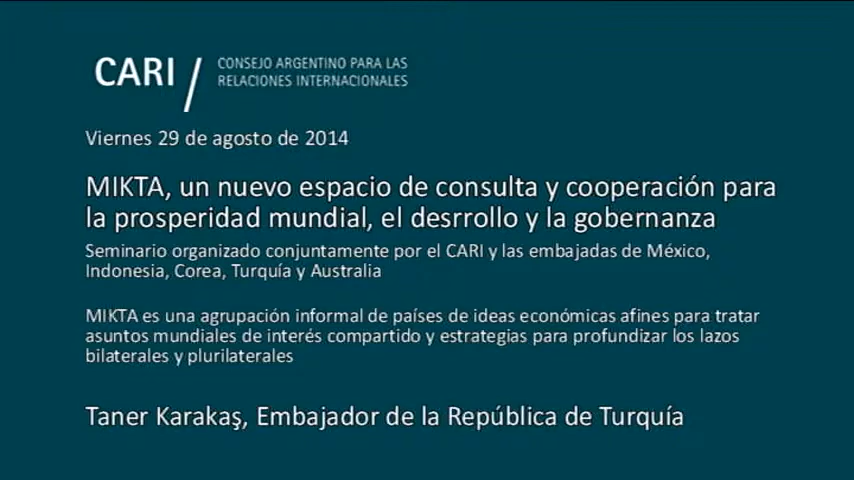 CARI
CONSEJO ARGENTINO PARA LAS
RELACIONES INTERNACIONALES
Viernes 29 de agosto de 2014
MIKTA, un nuevo espacio de consulta y cooperación para
la prosperidad mundial, el desrrollo y la gobernanza
Seminario organizado conjuntamente por el CARI y las embajadas de México,
Indonesia, Corea, Turquía y Australia
MIKTA es una agrupación informal de países de ideas económicas afines para tratar
asuntos mundiales de interés compartido y estrategias para profundizar los lazos
bilaterales y plurilaterales
Taner Karakaş, Embajador de la República de Turquía